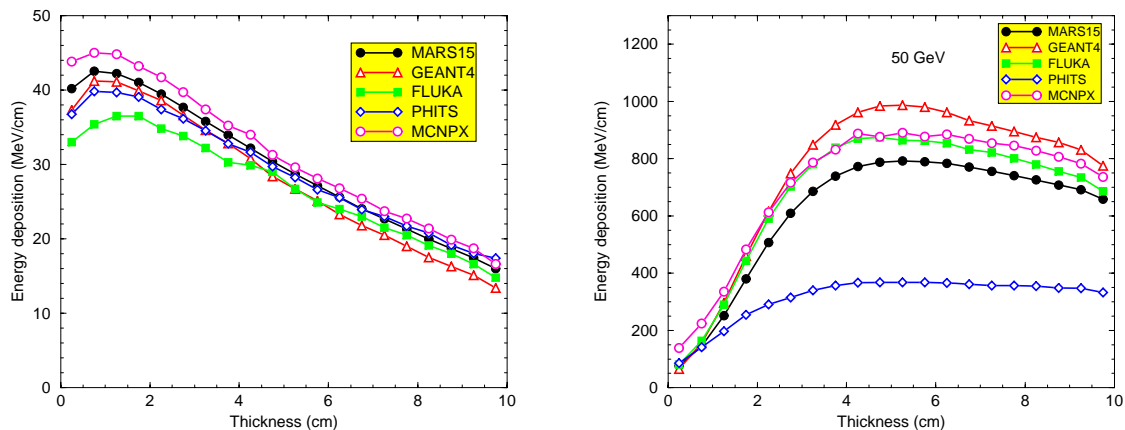 50
40
30
20
10
0
Energy deposition (MeV/cm)
0 2 4 6 8 10
Thickness (cm)
MARS15
GEANT4
FLUKA
PHITS
MCNPX
1200
1000
800
600
400
200
0
Energy deposition (MeV/cm)
0 2 4 6 8 10
Thickness (cm)
50 GeV
MARS15
GEANT4
FLUKA
PHITS
MCNPX